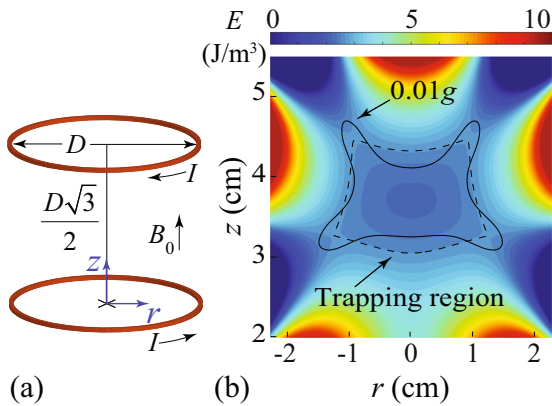 E
(J/m³)
0 5 10
D
I
D√3
2
B₀
z
r
I
(a)
0.01g
Trapping region
z (cm)
5
4
3
2
-2 -1 0 1 2
r (cm)
(b)